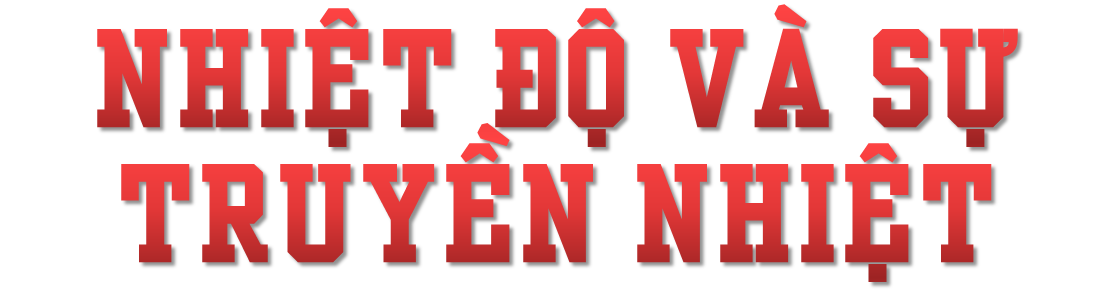 NHIỆT ĐỘ VÀ SỰ
TRUYỀN NHIỆT